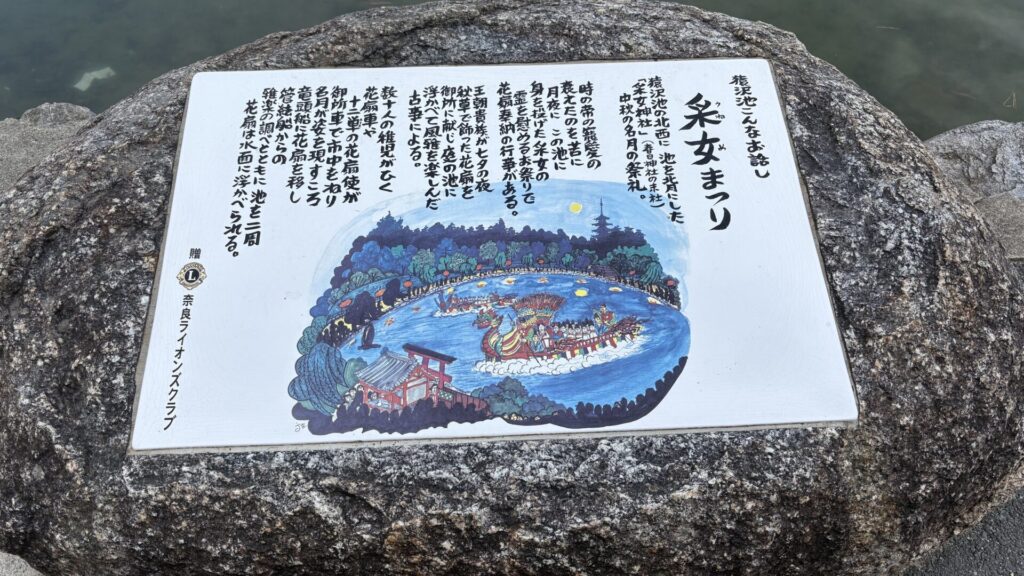 猿沢池こんなお話し
采女まつり
うねめ
猿沢池北西に 池を背にした
「采女神社」(春日神社の末社)
出材の名月の祭礼。
時の帝の寵愛の
衰えたのを苦に
月夜に この池に
身を投げた采女の
霊を慰めるお祭りで
花扇奉納の行事がある。
王朝貴族が七夕の夜
秋草で飾った花扇を
御所に献じ 庭の池に
浮かべて風雅を楽しんだ
古事による。
数十人の稚児がひく
花扇車や
十二単の花扇使が
御所車で市中をねり
名月が姿を現すころ
竜頭船に花扇を移し
管絃船からの
雅楽の調べとともに 池を二周
花扇は水面に浮べられる。
贈
L
奈良ライオンズクラブ